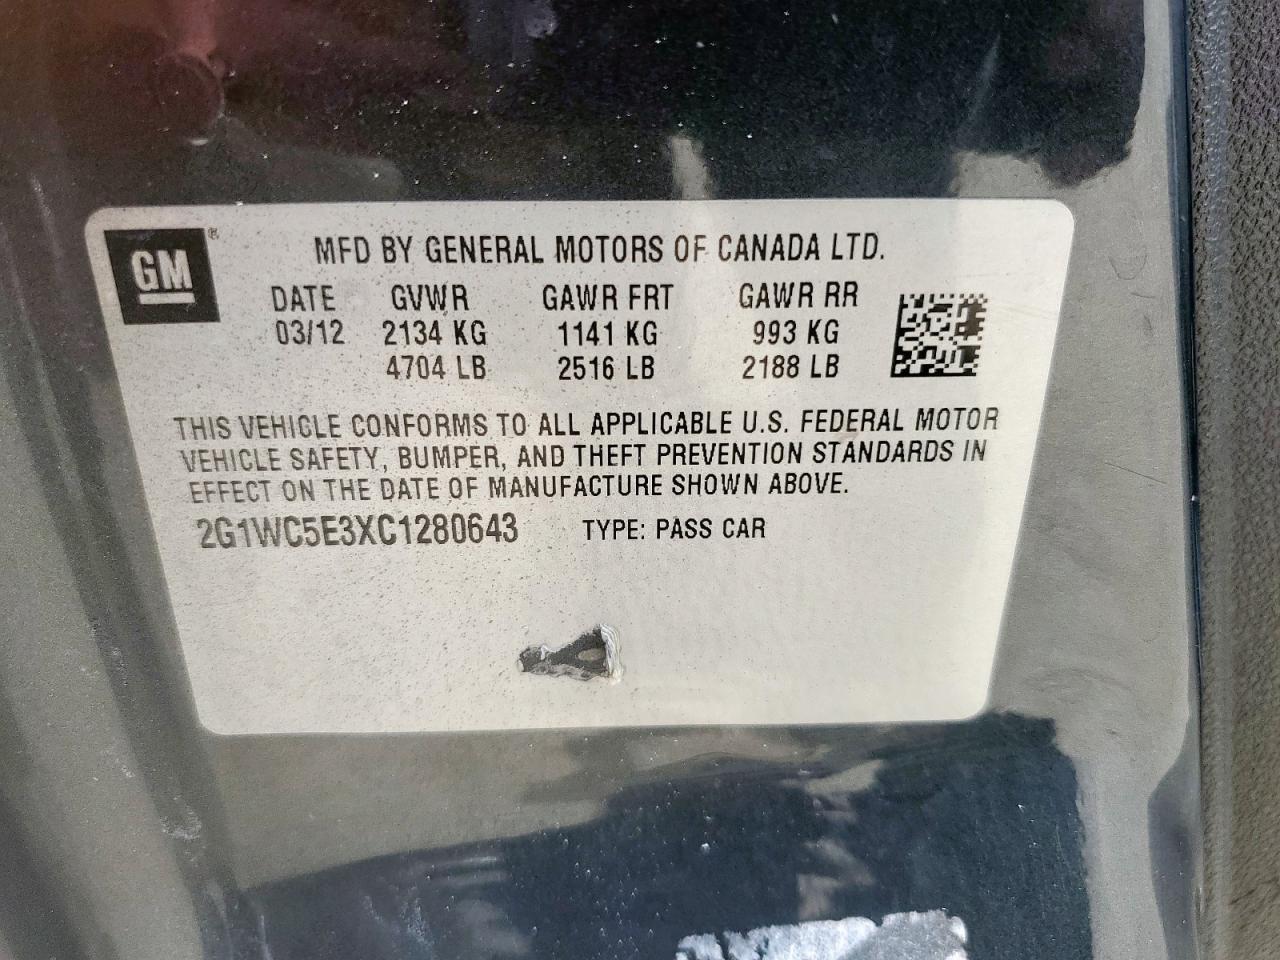 GM ®
MFD BY GENERAL MOTORS OF CANADA LTD.
DATE GVWR GAWR FRT GAWR RR
03/12 2134 KG 1141 KG 993 KG
4704 LB 2516 LB 2188 LB
THIS VEHICLE CONFORMS TO ALL APPLICABLE U.S. FEDERAL MOTOR
VEHICLE SAFETY, BUMPER, AND THEFT PREVENTION STANDARDS IN
EFFECT ON THE DATE OF MANUFACTURE SHOWN ABOVE.
2G1WC5E3XC1280643 TYPE: PASS CAR